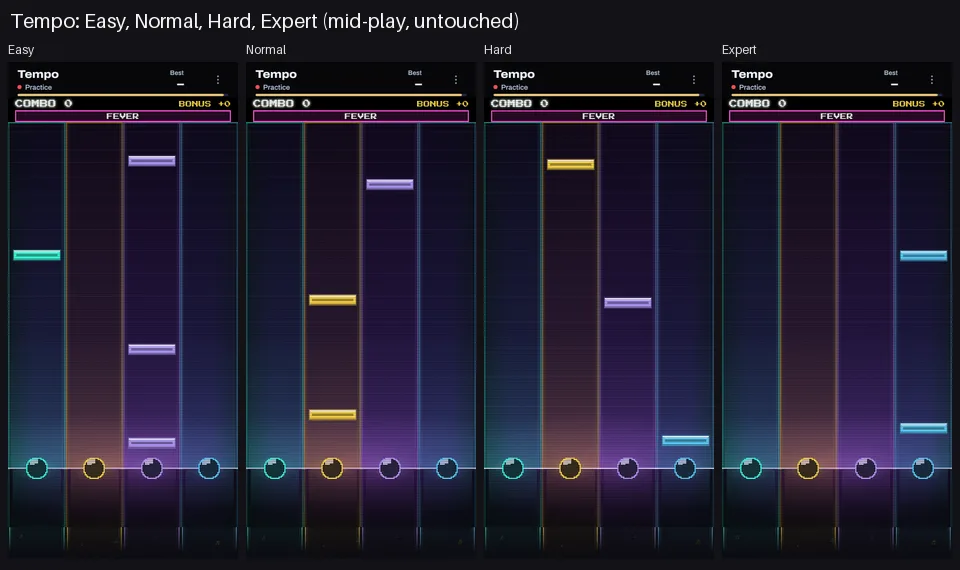 Tempo: Easy, Normal, Hard, Expert (mid-play, untouched)
Easy
Tempo
Practice
Best
–
COMBO 0
BONUS +0
FEVER
Normal
Tempo
Practice
Best
–
COMBO 0
BONUS +0
FEVER
Hard
Tempo
Practice
Best
–
COMBO 0
BONUS +0
FEVER
Expert
Tempo
Practice
Best
–
COMBO 0
BONUS +0
FEVER